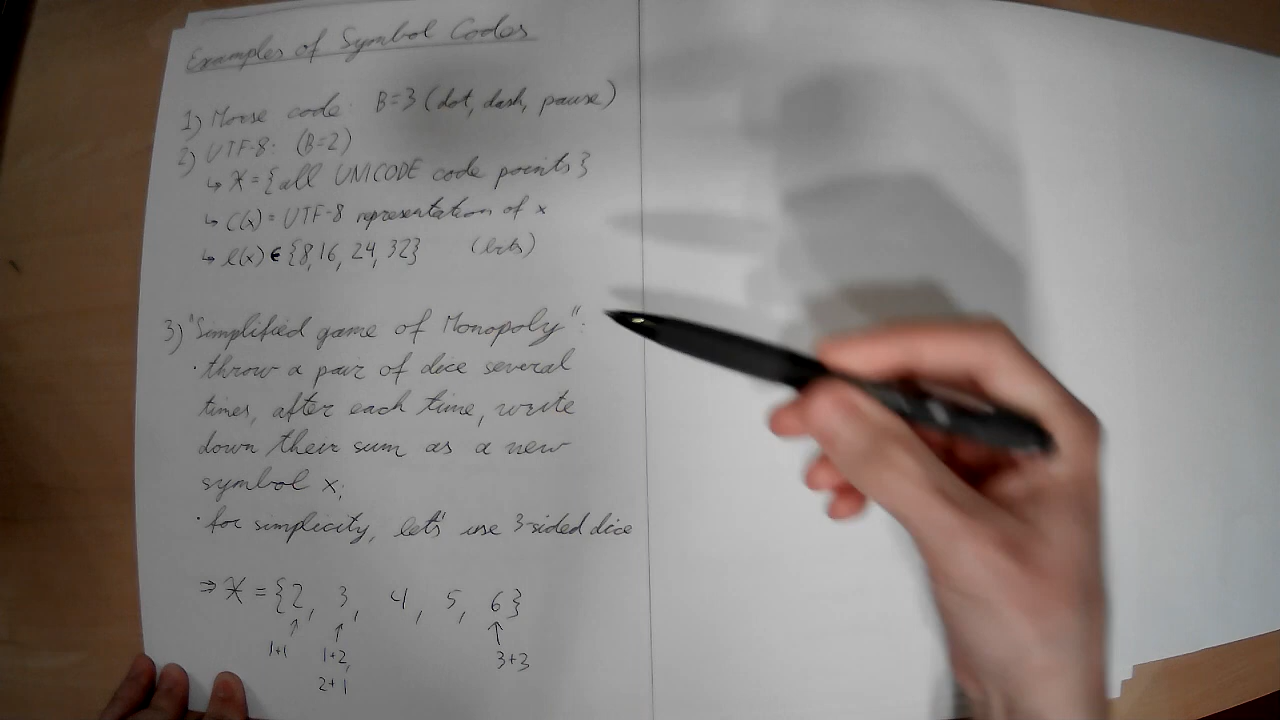 Examples of Symbol Codes
1) Morse code: B=3 (dot, dash, pause)
2) UTF-8: (B=2)
↳ X = {all UNICODE code points}
↳ C(x) = UTF-8 representation of x
↳ ℓ(x) ∈ {8, 16, 24, 32} (bits)
3) "Simplified game of Monopoly":
· throw a pair of dice several
times, after each time, write
down their sum as a new
symbol x;
· for simplicity, let's use 3-sided dice
⇒ X = {2, 3, 4, 5, 6}
↑ ↑ ↑
1+1 1+2, 3+3
2+1